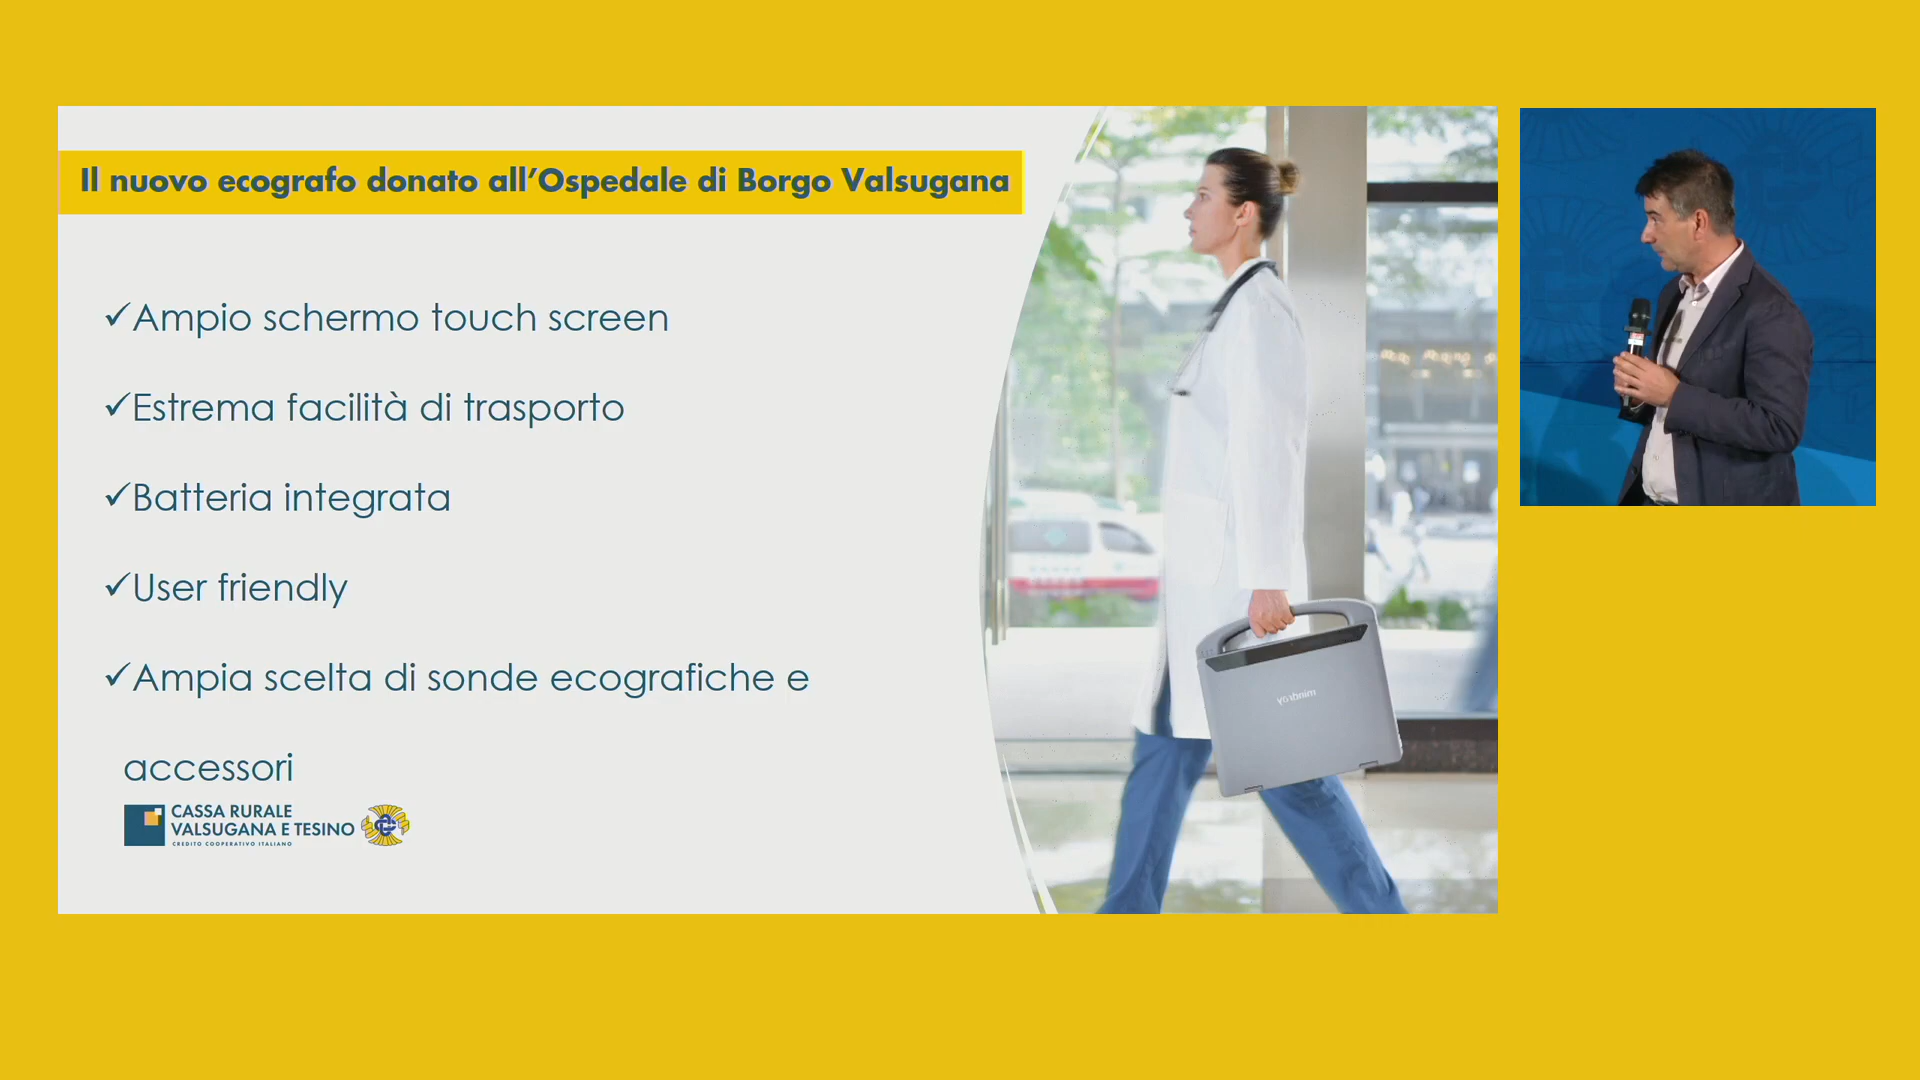 Il nuovo ecografo donato all’Ospedale di Borgo Valsugana
✓Ampio schermo touch screen
✓Estrema facilità di trasporto
✓Batteria integrata
✓User friendly
✓Ampia scelta di sonde ecografiche e
accessori
CASSA RURALE
VALSUGANA E TESINO
CREDITO COOPERATIVO ITALIANO
mindray